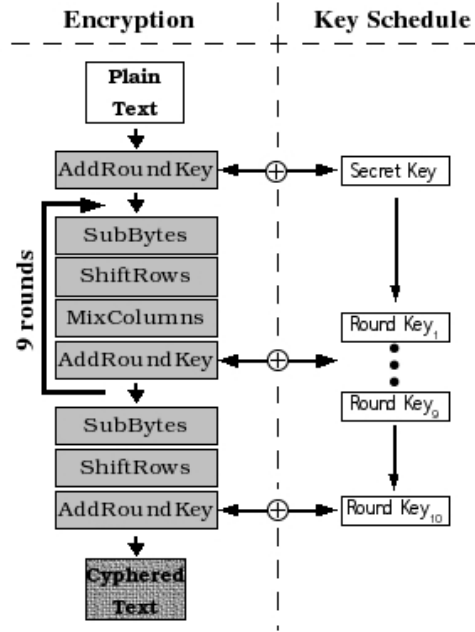 Encryption
Key Schedule
Plain
Text
AddRoundKey
Secret Key
9 rounds
SubBytes
ShiftRows
MixColumns
AddRoundKey
Round Key₁
Round Key₉
SubBytes
ShiftRows
AddRoundKey
Round Key₁₀
Cyphered
Text